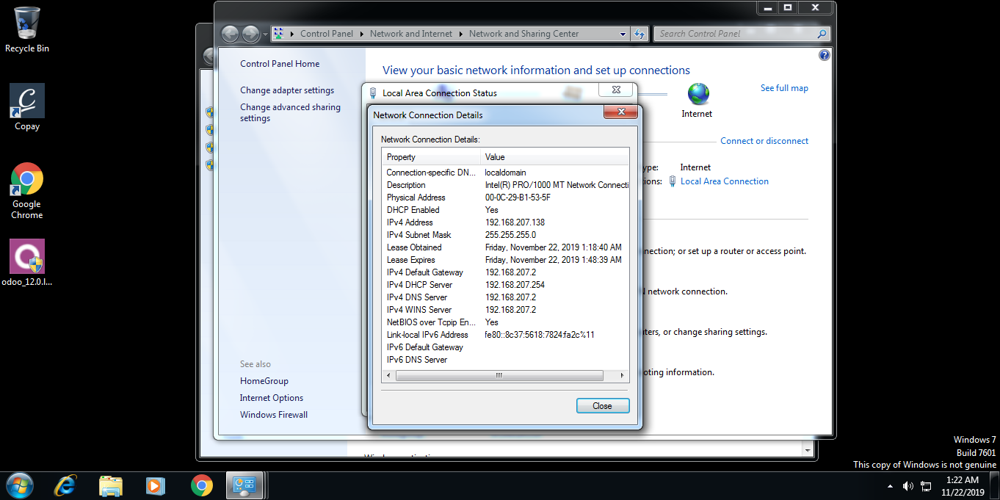 Recycle Bin
Copay
Google
Chrome
odoo_12.0.l...
Control Panel
Network and Internet
Network and Sharing Center
Search Control Panel
Control Panel Home
Change adapter settings
Change advanced sharing
settings
See also
HomeGroup
Internet Options
Windows Firewall
View your basic network information and set up connections
See full map
Internet
Connect or disconnect
ype: Internet
ions: Local Area Connection
nection; or set up a router or access point.
N network connection.
ters, or change sharing settings.
oting information.
Local Area Connection Status
Network Connection Details
Network Connection Details:
Property Value
Connection-specific DN... localdomain
Description Intel(R) PRO/1000 MT Network Connecti
Physical Address 00-0C-29-B1-53-5F
DHCP Enabled Yes
IPv4 Address 192.168.207.138
IPv4 Subnet Mask 255.255.255.0
Lease Obtained Friday, November 22, 2019 1:18:40 AM
Lease Expires Friday, November 22, 2019 1:48:39 AM
IPv4 Default Gateway 192.168.207.2
IPv4 DHCP Server 192.168.207.254
IPv4 DNS Server 192.168.207.2
IPv4 WINS Server 192.168.207.2
NetBIOS over Tcpip En... Yes
Link-local IPv6 Address fe80::8c37:5618:7824:fa2c%11
IPv6 Default Gateway
IPv6 DNS Server
Close
Windows 7
Build 7601
This copy of Windows is not genuine
1:22 AM
11/22/2019